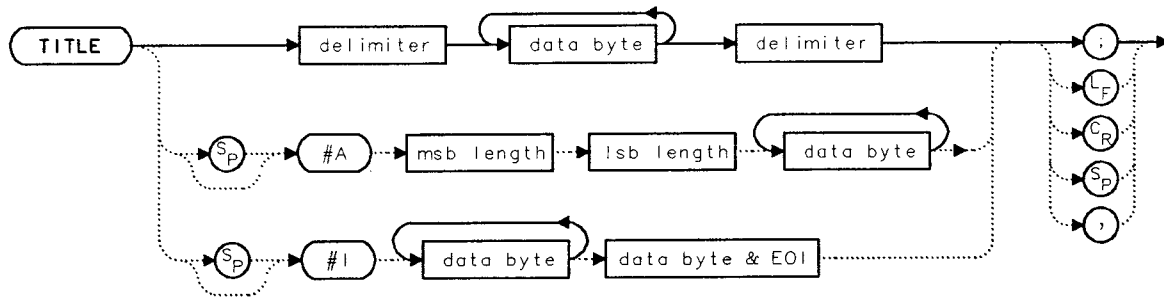 TITLE delimiter data byte delimiter ;
LF
SP #A msb length lsb length data byte CR
SP
SP #I data byte data byte & EOI ,